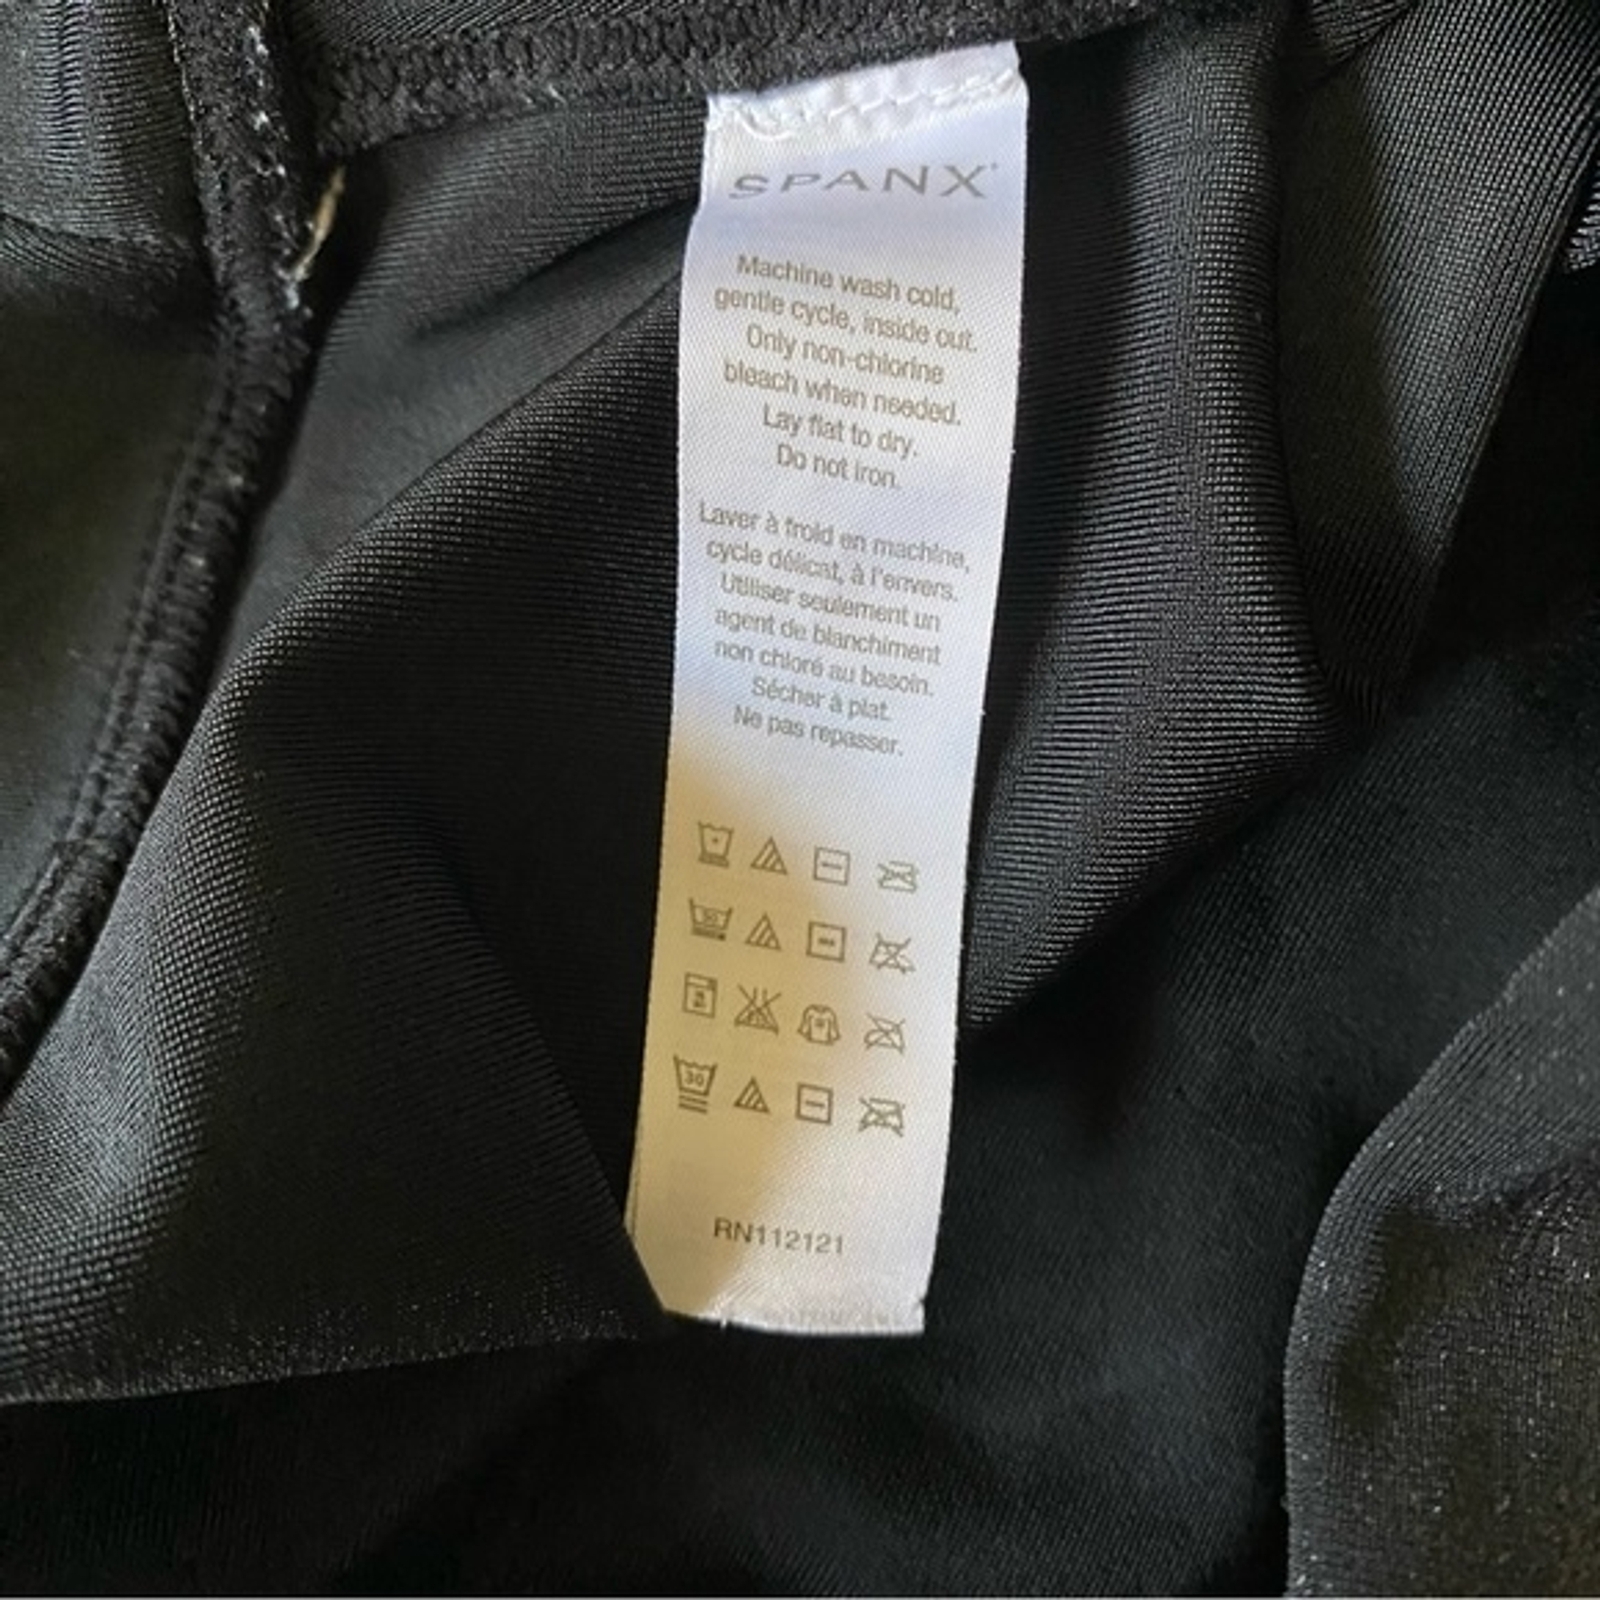 SPANX®
Machine wash cold,
gentle cycle, inside out.
Only non-chlorine
bleach when needed.
Lay flat to dry.
Do not iron.
Laver à froid en machine,
cycle délicat, à l'envers.
Utiliser seulement un
agent de blanchiment
non chloré au besoin.
Sécher à plat.
Ne pas repasser.
30
30
RN112121